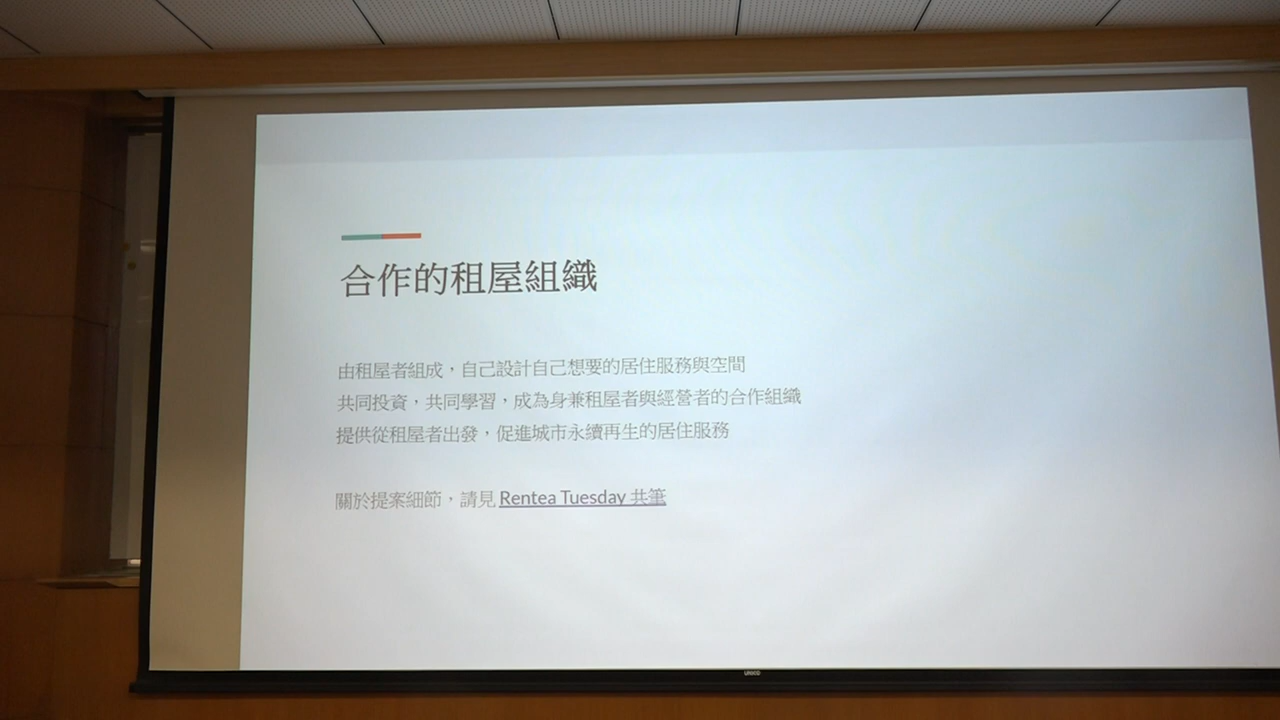 合作的租屋組織
由租屋者組成，自己設計自己想要的居住服務與空間
共同投資，共同學習，成為身兼租屋者與經營者的合作組織
提供從租屋者出發，促進城市永續再生的居住服務
關於提案細節，請見 Rentea Tuesday 共筆
UNICO